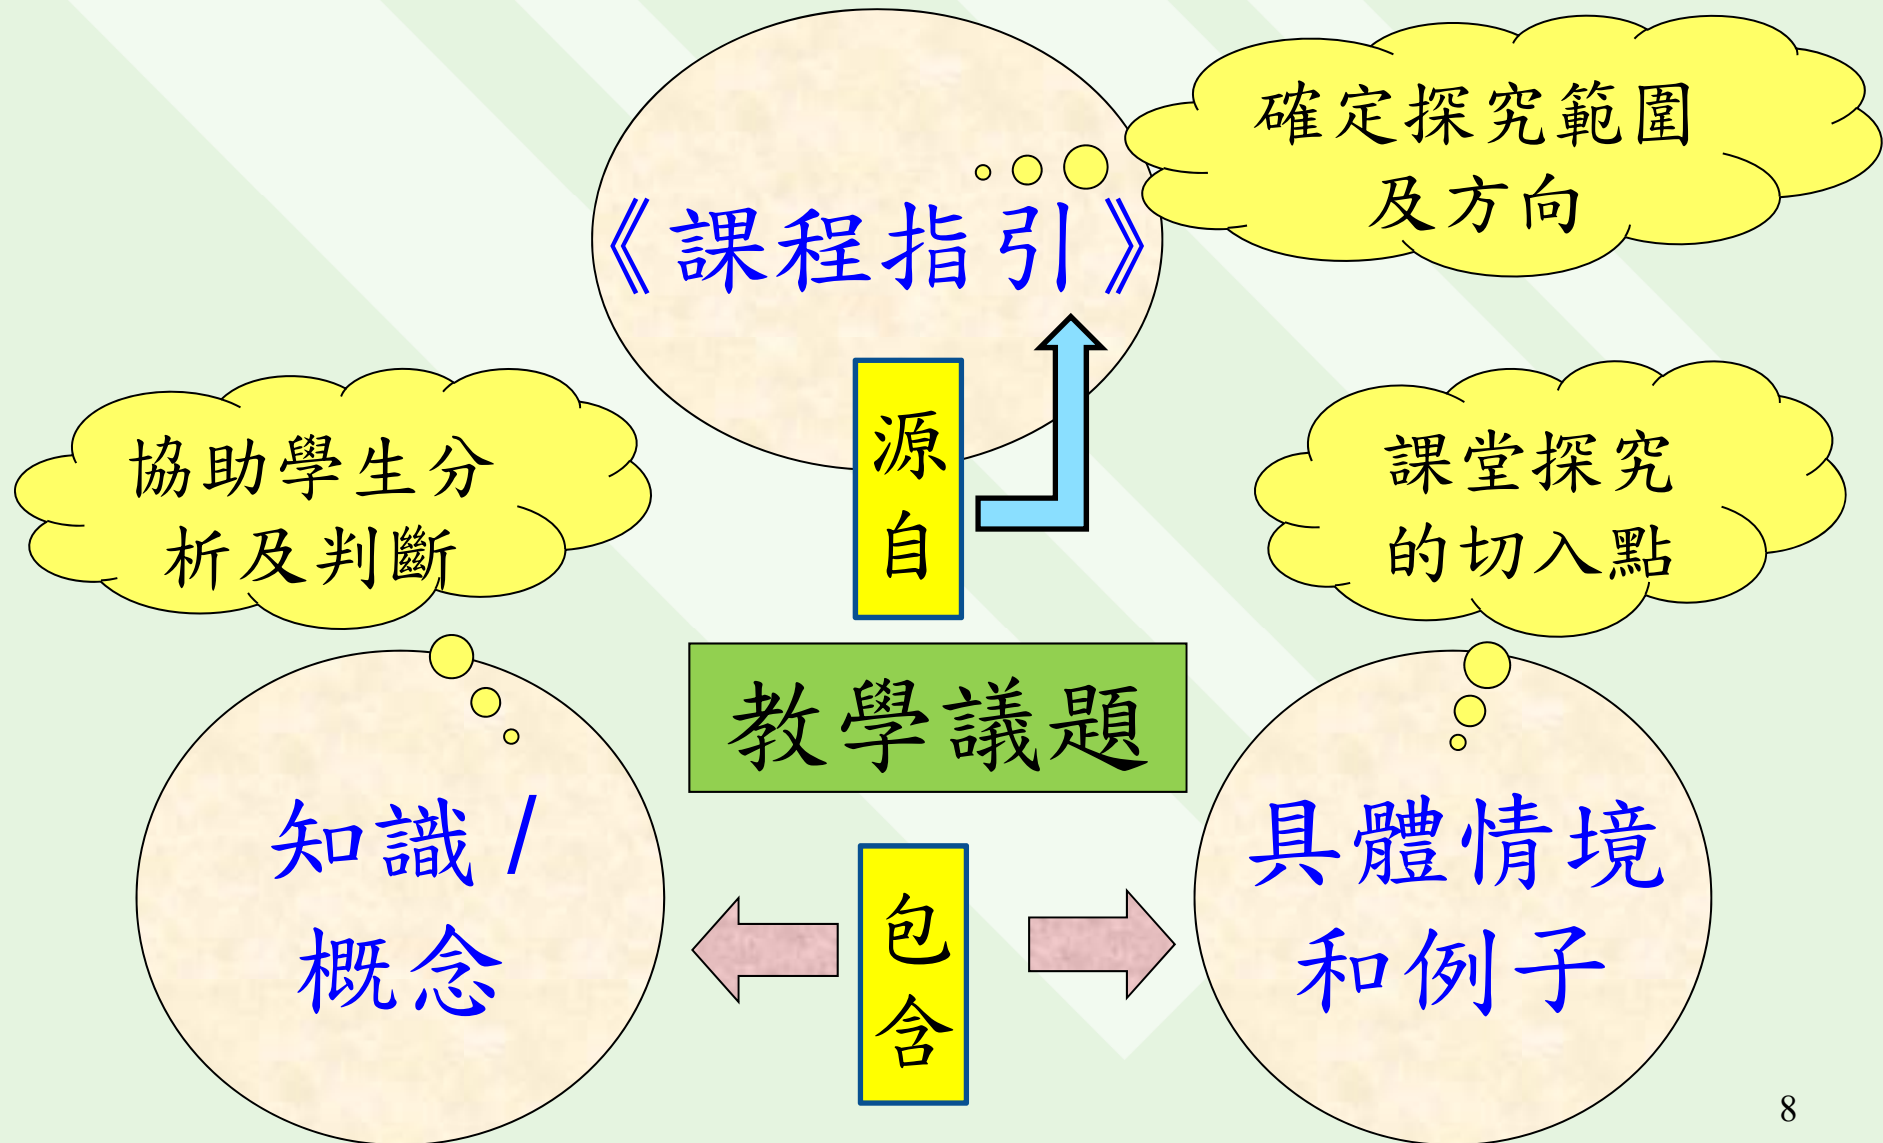 確定探究範圍
及方向
《課程指引》
源
自
協助學生分
析及判斷
課堂探究
的切入點
教學議題
知識 /
概念
包
含
具體情境
和例子
8